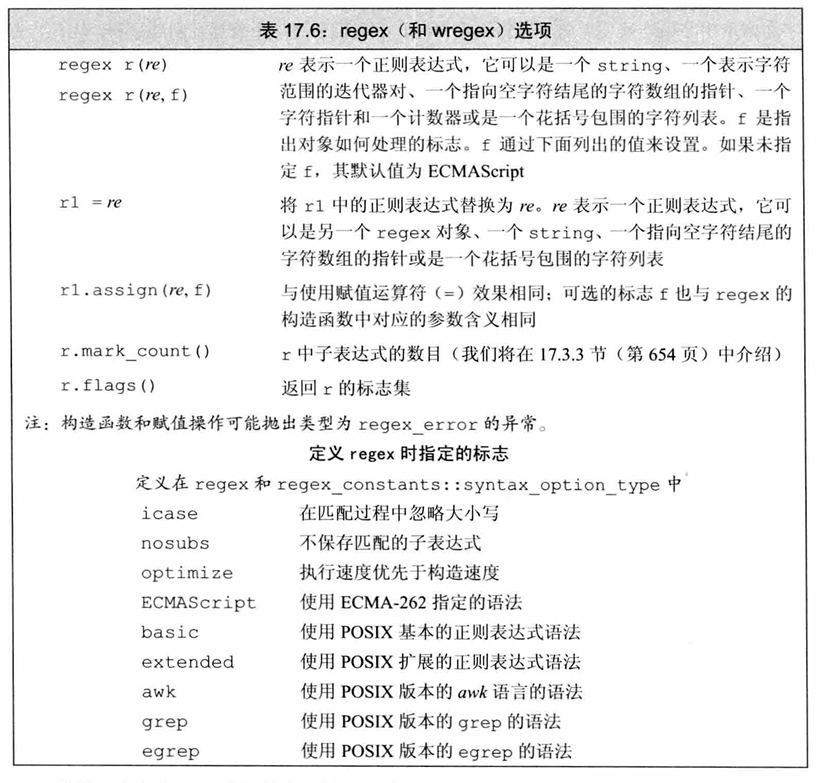 表 17.6：regex（和 wregex）选项
regex r(re)
regex r(re, f)
re 表示一个正则表达式，它可以是一个 string、一个表示字符
范围的迭代器对、一个指向空字符结尾的字符数组的指针、一个
字符指针和一个计数器或是一个花括号包围的字符列表。f 是指
出对象如何处理的标志。f 通过下面列出的值来设置。如果未指
定 f，其默认值为 ECMAScript
r1 = re
将 r1 中的正则表达式替换为 re。re 表示一个正则表达式，它可
以是另一个 regex 对象、一个 string、一个指向空字符结尾的
字符数组的指针或是一个花括号包围的字符列表
r1.assign(re, f)
与使用赋值运算符（=）效果相同；可选的标志 f 也与 regex 的
构造函数中对应的参数含义相同
r.mark_count() r 中子表达式的数目（我们将在 17.3.3 节（第 654 页）中介绍）
r.flags() 返回 r 的标志集
注：构造函数和赋值操作可能抛出类型为 regex_error 的异常。
定义 regex 时指定的标志
定义在 regex 和 regex_constants::syntax_option_type 中
icase 在匹配过程中忽略大小写
nosubs 不保存匹配的子表达式
optimize 执行速度优先于构造速度
ECMAScript 使用 ECMA-262 指定的语法
basic 使用 POSIX 基本的正则表达式语法
extended 使用 POSIX 扩展的正则表达式语法
awk 使用 POSIX 版本的 awk 语言的语法
grep 使用 POSIX 版本的 grep 的语法
egrep 使用 POSIX 版本的 egrep 的语法